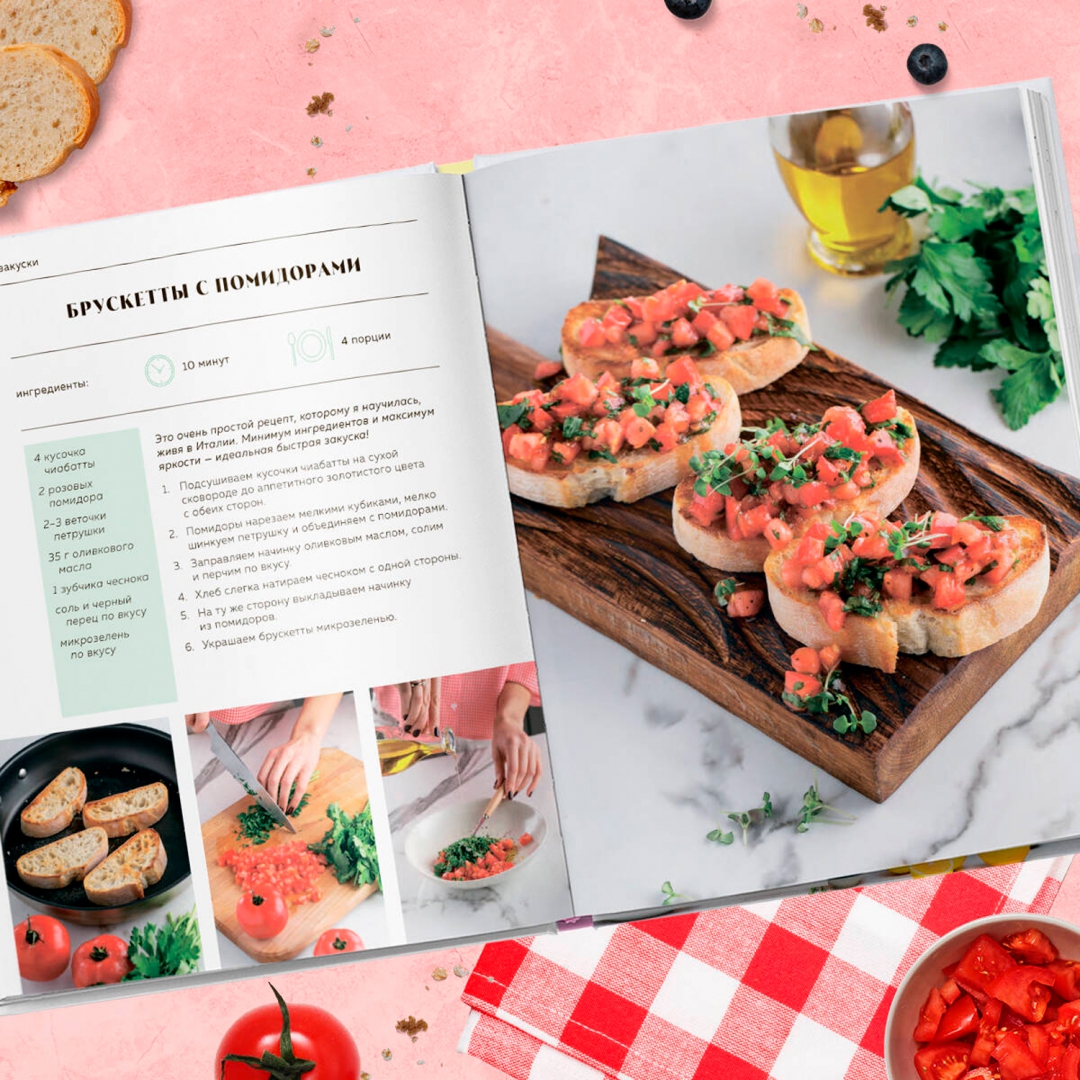 закуски
БРУСКЕТТЫ С ПОМИДОРАМИ
10 минут
4 порции
ингредиенты:
4 кусочка
чиабатты
2 розовых
помидора
2–3 веточки
петрушки
35 г оливкового
масла
1 зубчика чеснока
соль и черный
перец по вкусу
микрозелень
по вкусу
Это очень простой рецепт, которому я научилась,
живя в Италии. Минимум ингредиентов и максимум
яркости — идеальная быстрая закуска!
1. Подсушиваем кусочки чиабатты на сухой
сковороде до аппетитного золотистого цвета
с обеих сторон.
2. Помидоры нарезаем мелкими кубиками, мелко
шинкуем петрушку и объединяем с помидорами.
3. Заправляем начинку оливковым маслом, солим
и перчим по вкусу.
4. Хлеб слегка натираем чесноком с одной стороны.
5. На ту же сторону выкладываем начинку
из помидоров.
6. Украшаем брускетты микрозеленью.